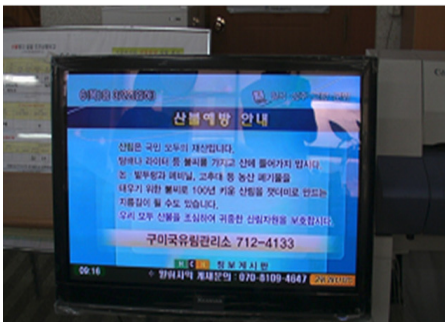 산불예방 안내
산림은 국민 모두의 재산입니다.
담배나 라이터 등 불씨를 가지고 산에 들어가지 맙시다
논·밭두렁과 폐비닐, 고춧대 등 농산 폐기물을
태우기 위한 불씨로 100년 키운 산림을 잿더미로 만드는
지름길이 될 수도 있습니다.
우리 모두 산불을 조심하여 귀중한 산림자원을 보호합시다.
구미국유림관리소 712-4133
HCN 정보게시판
09:16
게재문의 : 070-8109-4647